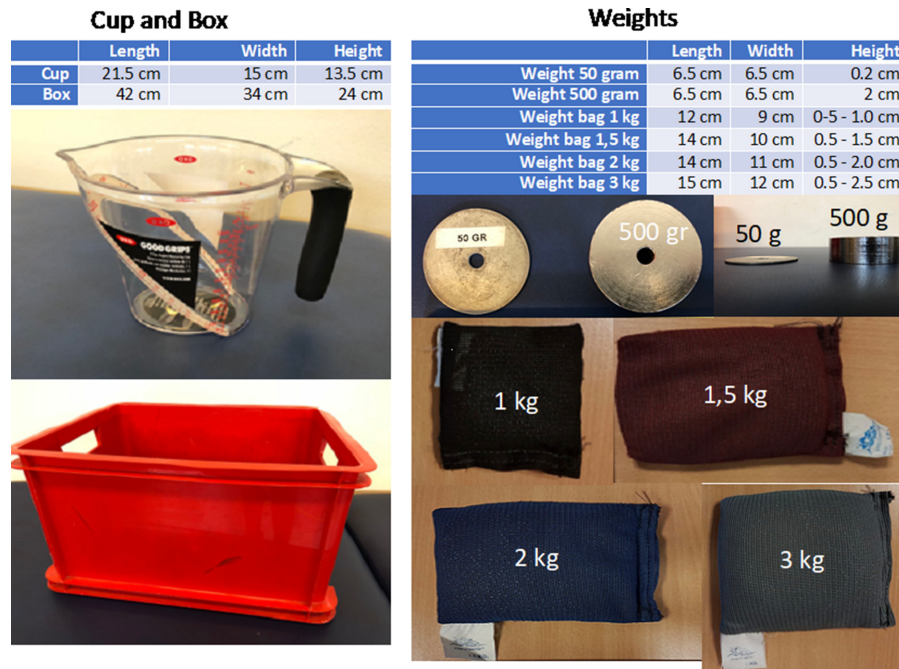 Cup and Box
Length Width Height
Cup 21.5 cm 15 cm 13.5 cm
Box 42 cm 34 cm 24 cm
OXO
OXO
GOOD GRIPS
Weights
Length Width Height
Weight 50 gram 6.5 cm 6.5 cm 0.2 cm
Weight 500 gram 6.5 cm 6.5 cm 2 cm
Weight bag 1 kg 12 cm 9 cm 0-5 - 1.0 cm
Weight bag 1,5 kg 14 cm 10 cm 0.5 - 1.5 cm
Weight bag 2 kg 14 cm 11 cm 0.5 - 2.0 cm
Weight bag 3 kg 15 cm 12 cm 0.5 - 2.5 cm
50 GR
500 gr
50 g
500 g
1 kg
1,5 kg
2 kg
3 kg